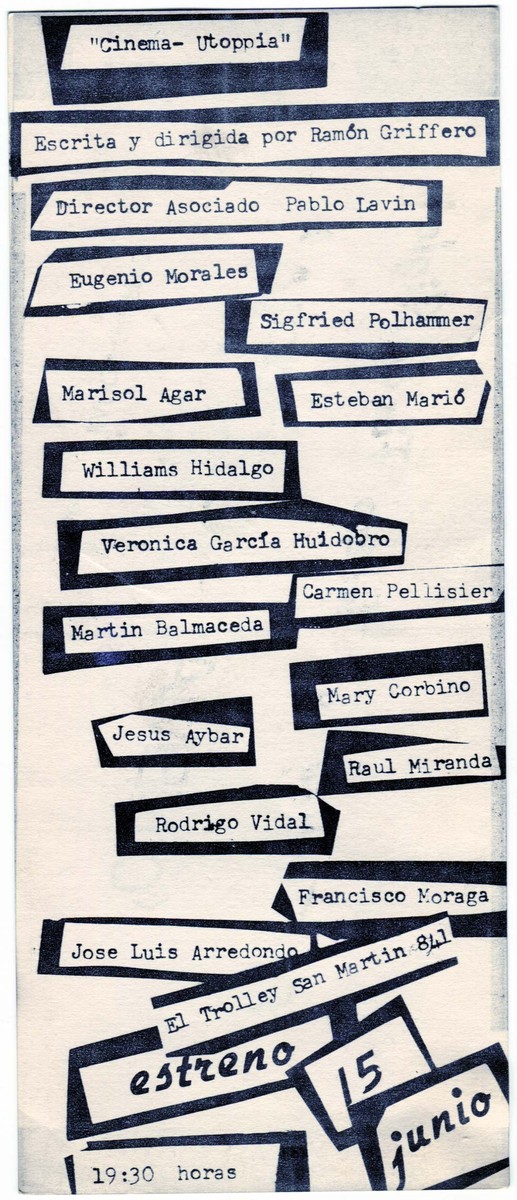 "Cinema- Utoppia"
Escrita y dirigida por Ramón Griffero
Director Asociado Pablo Lavin
Eugenio Morales
Sigfried Polhammer
Marisol Agar
Esteban Marió
Williams Hidalgo
Veronica García Huidobro
Carmen Pellisier
Martin Balmaceda
Mary Corbino
Jesus Aybar
Raul Miranda
Rodrigo Vidal
Francisco Moraga
Jose Luis Arredondo
El Trolley San Martin 841
estreno
15
junio
19:30 horas